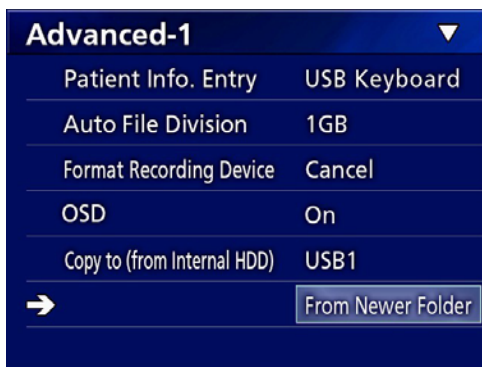 Advanced-1
Patient Info. Entry USB Keyboard
Auto File Division 1GB
Format Recording Device Cancel
OSD On
Copy to (from Internal HDD) USB1
From Newer Folder